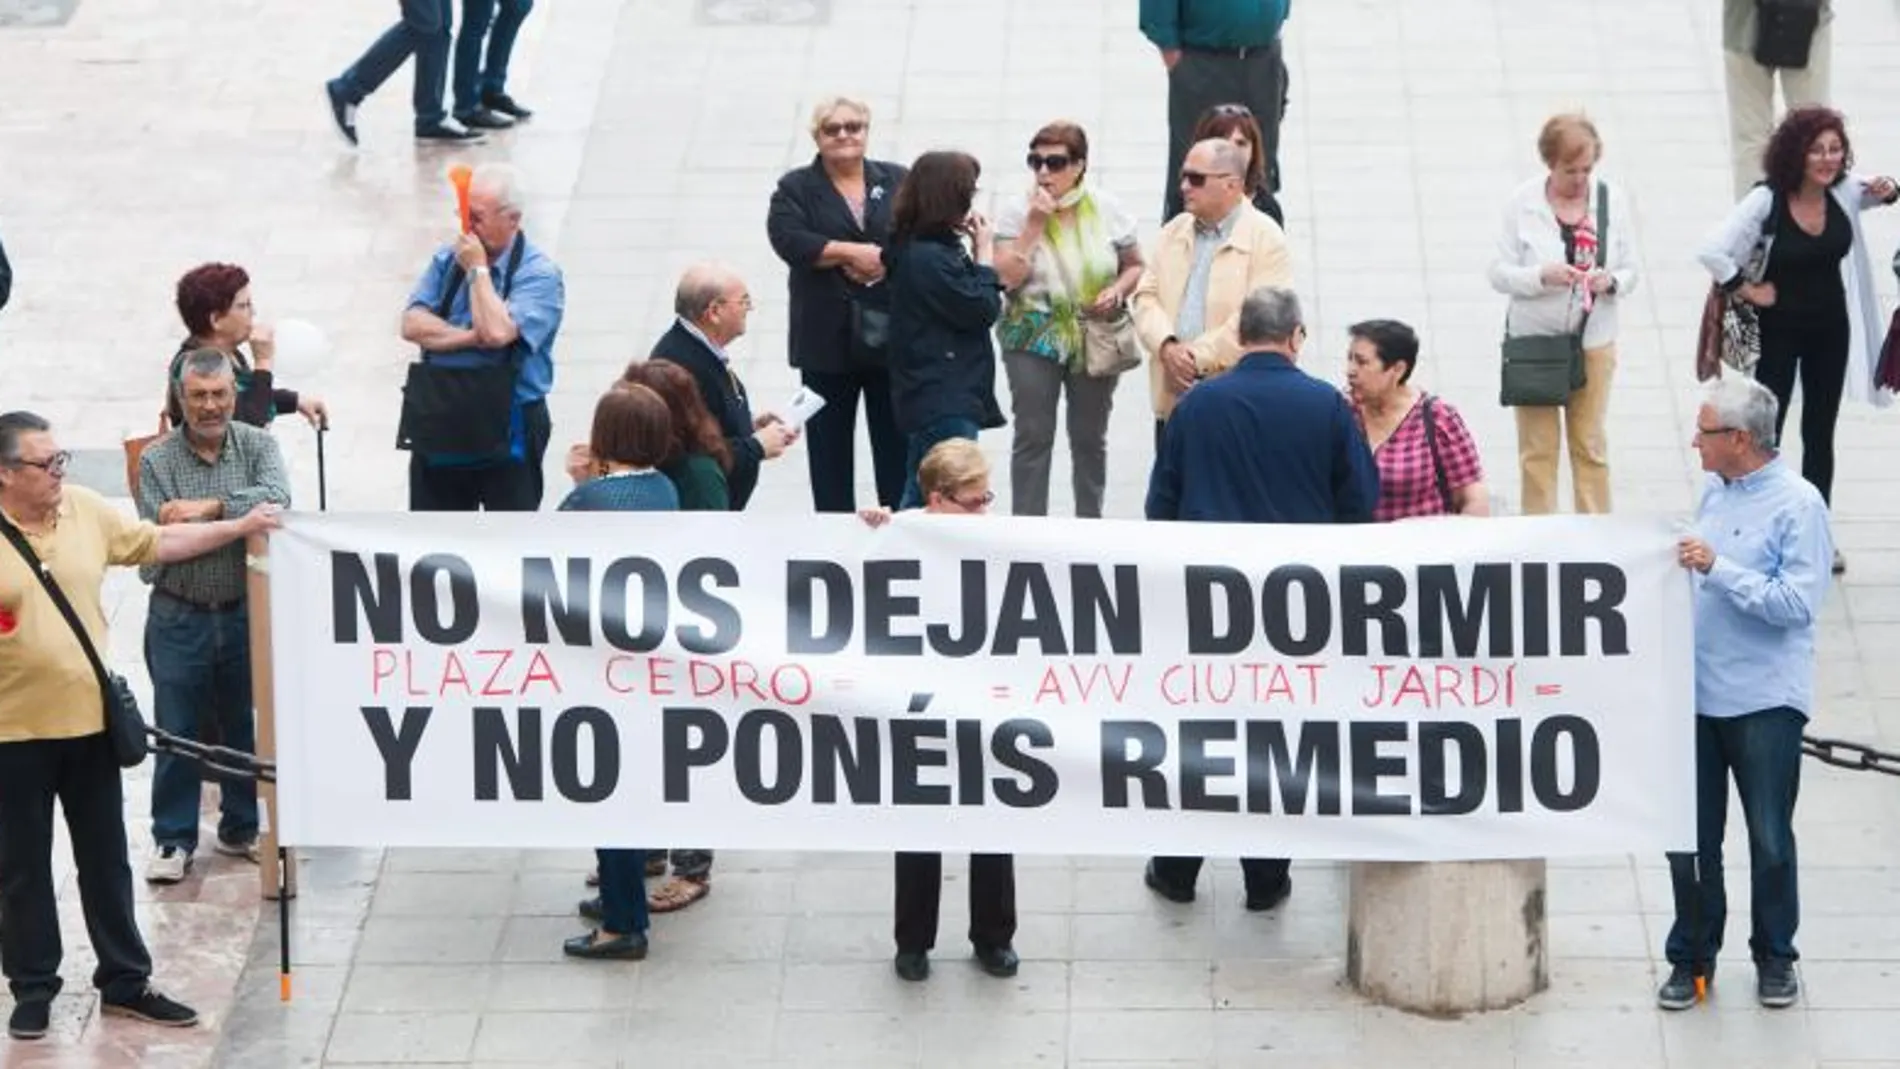 NO NOS DEJAN DORMIR
PLAZA CEDRO = = AVV CIUTAT JARDÍ =
Y NO PONÉIS REMEDIO